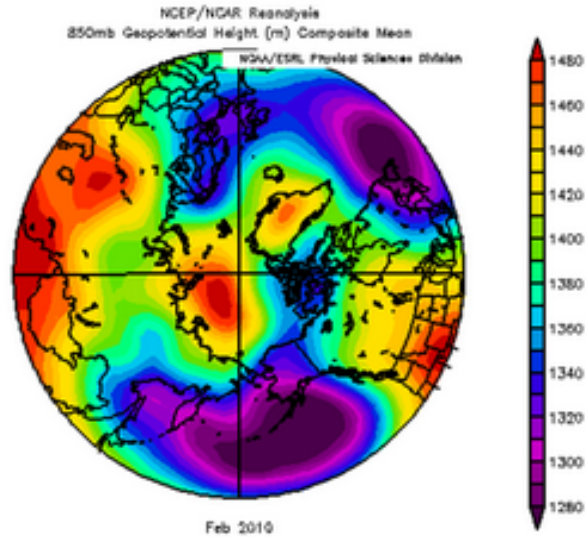 NCEP/NCAR Reanalysis
850mb Geopotential Height (m) Composite Mean
NOAA/ESRL Physical Sciences Division
1480
1460
1440
1420
1400
1380
1360
1340
1320
1300
1280
Feb 2010